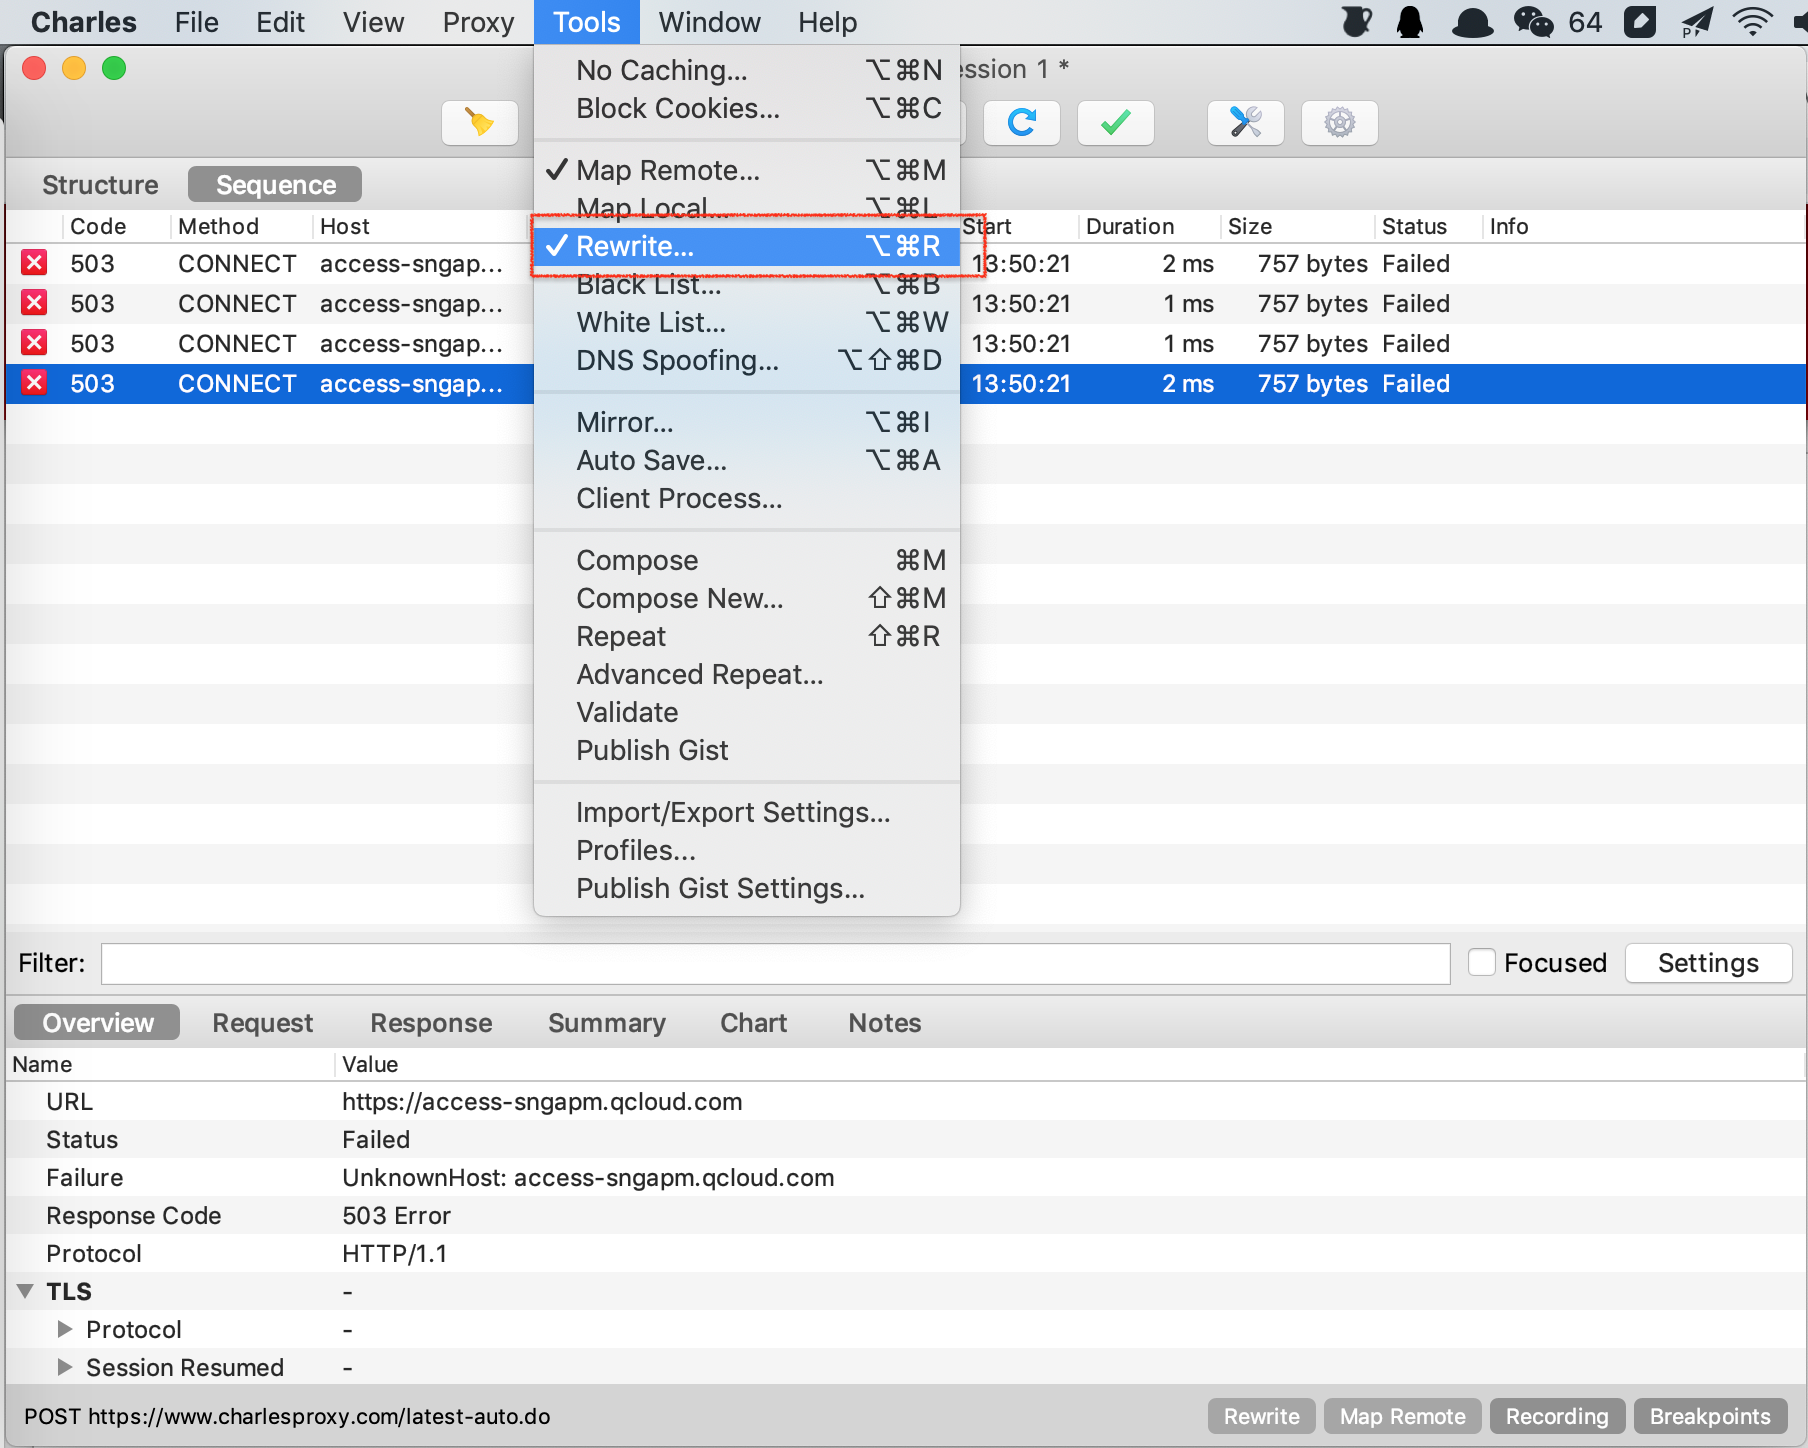 Charles File Edit View Proxy Tools Window Help 64
ession 1 *
No Caching... ⌥⌘N
Block Cookies... ⌥⌘C
✓ Map Remote... ⌥⌘M
Map Local... ⌥⌘L
✓ Rewrite... ⌥⌘R
Black List... ⌥⌘B
White List... ⌥⌘W
DNS Spoofing... ⌥⇧⌘D
Mirror... ⌥⌘I
Auto Save... ⌥⌘A
Client Process...
Compose ⌘M
Compose New... ⇧⌘M
Repeat ⇧⌘R
Advanced Repeat...
Validate
Publish Gist
Import/Export Settings...
Profiles...
Publish Gist Settings...
Structure Sequence
Code Method Host Start Duration Size Status Info
503 CONNECT access-sngap... 13:50:21 2 ms 757 bytes Failed
503 CONNECT access-sngap... 13:50:21 1 ms 757 bytes Failed
503 CONNECT access-sngap... 13:50:21 1 ms 757 bytes Failed
503 CONNECT access-sngap... 13:50:21 2 ms 757 bytes Failed
Filter: Focused Settings
Overview Request Response Summary Chart Notes
Name Value
URL https://access-sngapm.qcloud.com
Status Failed
Failure UnknownHost: access-sngapm.qcloud.com
Response Code 503 Error
Protocol HTTP/1.1
TLS -
Protocol -
Session Resumed -
POST https://www.charlesproxy.com/latest-auto.do Rewrite Map Remote Recording Breakpoints